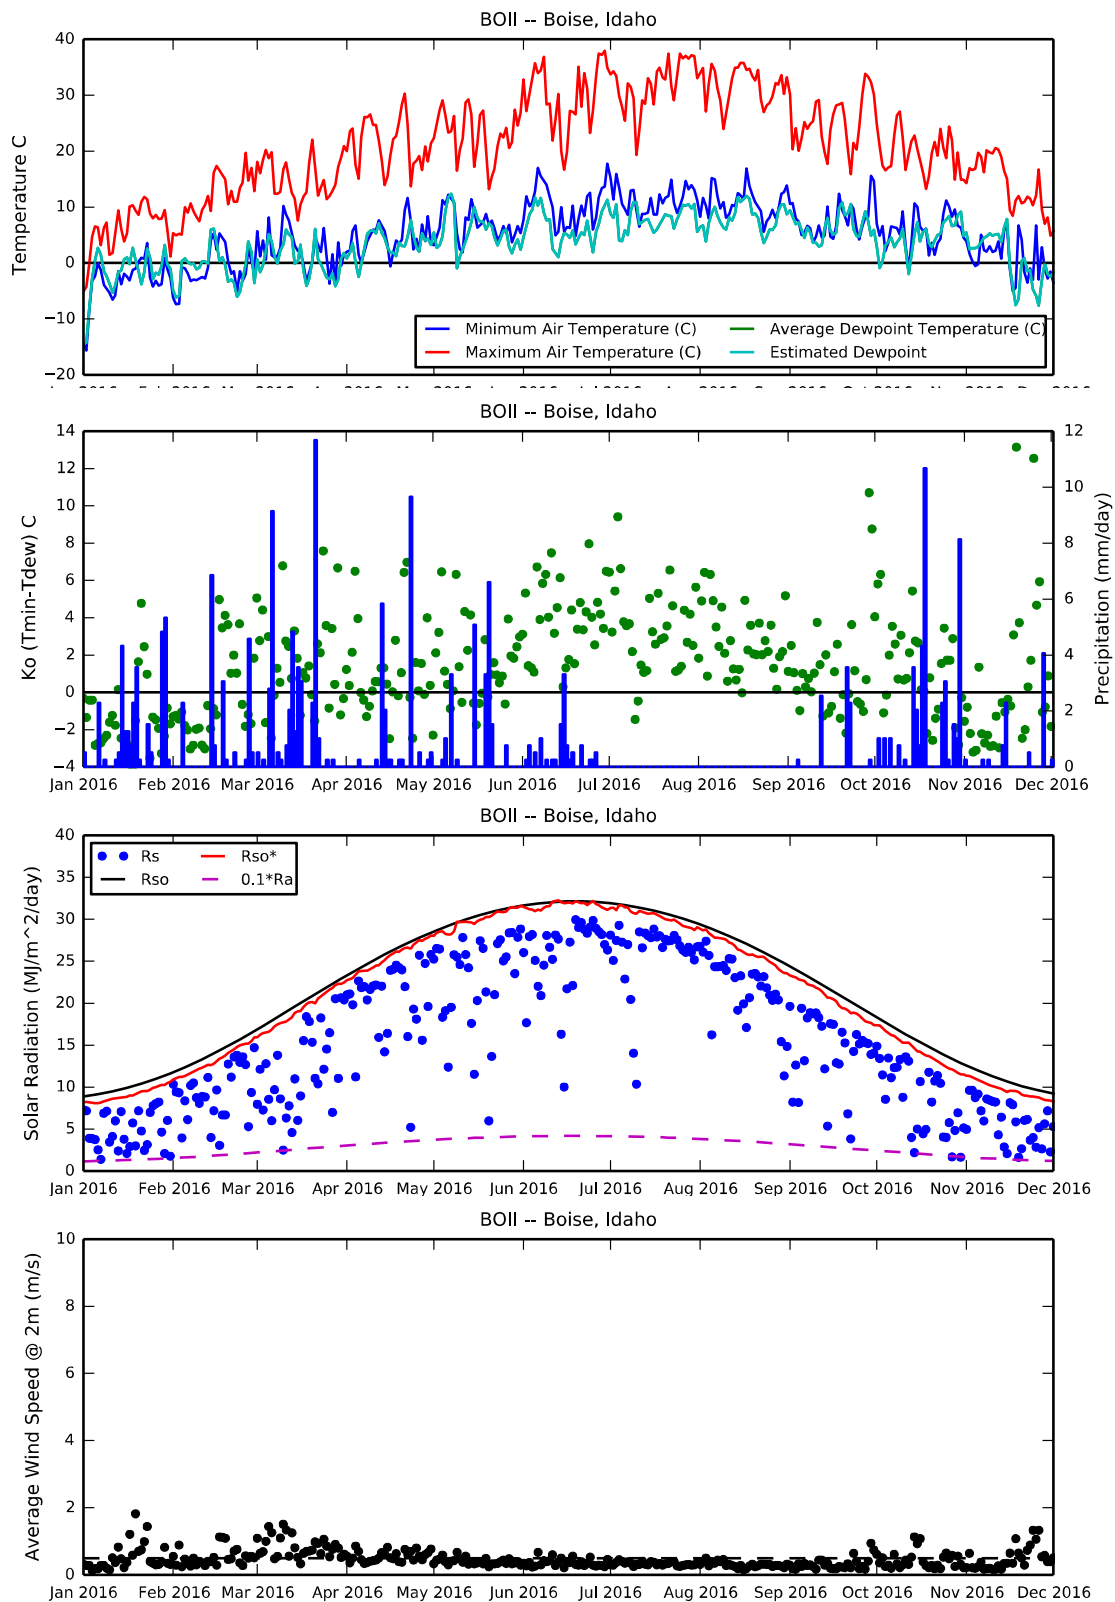 BOII -- Boise, Idaho
40
30
20
10
0
−10
−20
Temperature C
Minimum Air Temperature (C)
Maximum Air Temperature (C)
Average Dewpoint Temperature (C)
Estimated Dewpoint
BOII -- Boise, Idaho
14
12
10
8
6
4
2
0
−2
−4
Ko (Tmin-Tdew) C
12
10
8
6
4
2
0
Precipitation (mm/day)
Jan 2016 Feb 2016 Mar 2016 Apr 2016 May 2016 Jun 2016 Jul 2016 Aug 2016 Sep 2016 Oct 2016 Nov 2016 Dec 2016
BOII -- Boise, Idaho
40
35
30
25
20
15
10
5
0
Solar Radiation (MJ/m^2/day)
Rs
Rso
Rso*
0.1*Ra
Jan 2016 Feb 2016 Mar 2016 Apr 2016 May 2016 Jun 2016 Jul 2016 Aug 2016 Sep 2016 Oct 2016 Nov 2016 Dec 2016
BOII -- Boise, Idaho
10
8
6
4
2
0
Average Wind Speed @ 2m (m/s)
Jan 2016 Feb 2016 Mar 2016 Apr 2016 May 2016 Jun 2016 Jul 2016 Aug 2016 Sep 2016 Oct 2016 Nov 2016 Dec 2016